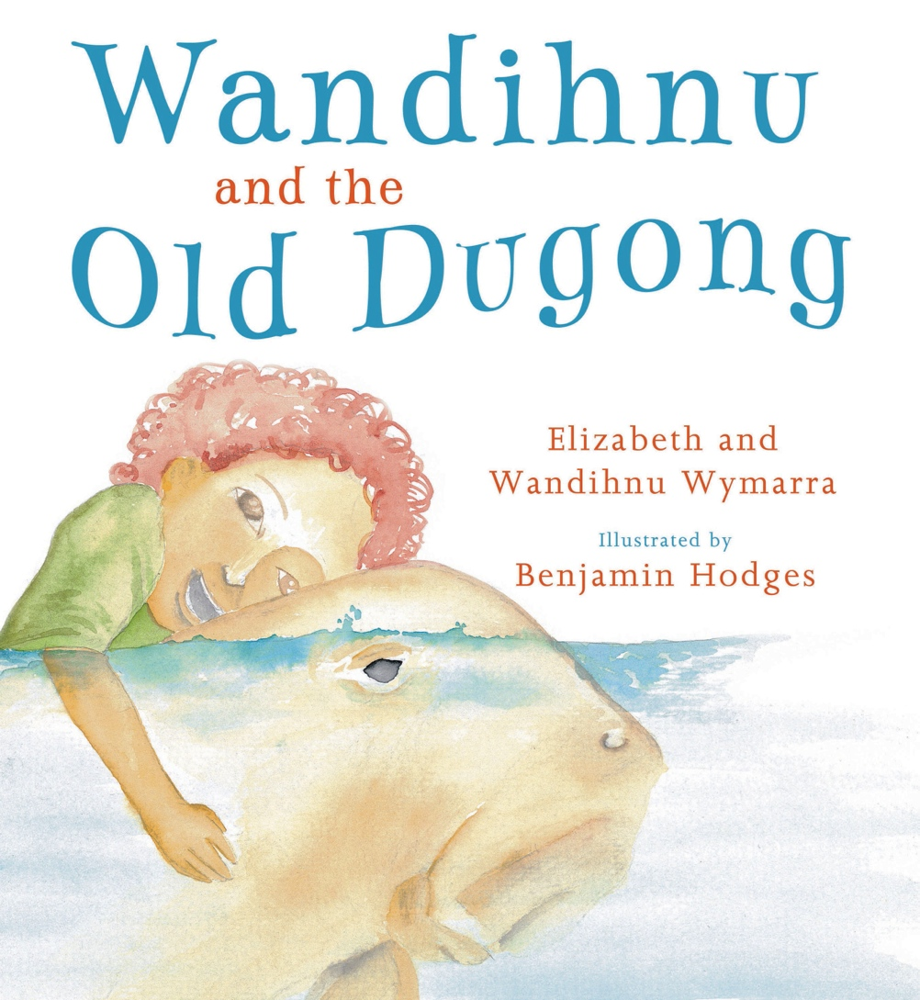 Wandihnu
and the
Old Dugong
Elizabeth and
Wandihnu Wymarra
Illustrated by
Benjamin Hodges